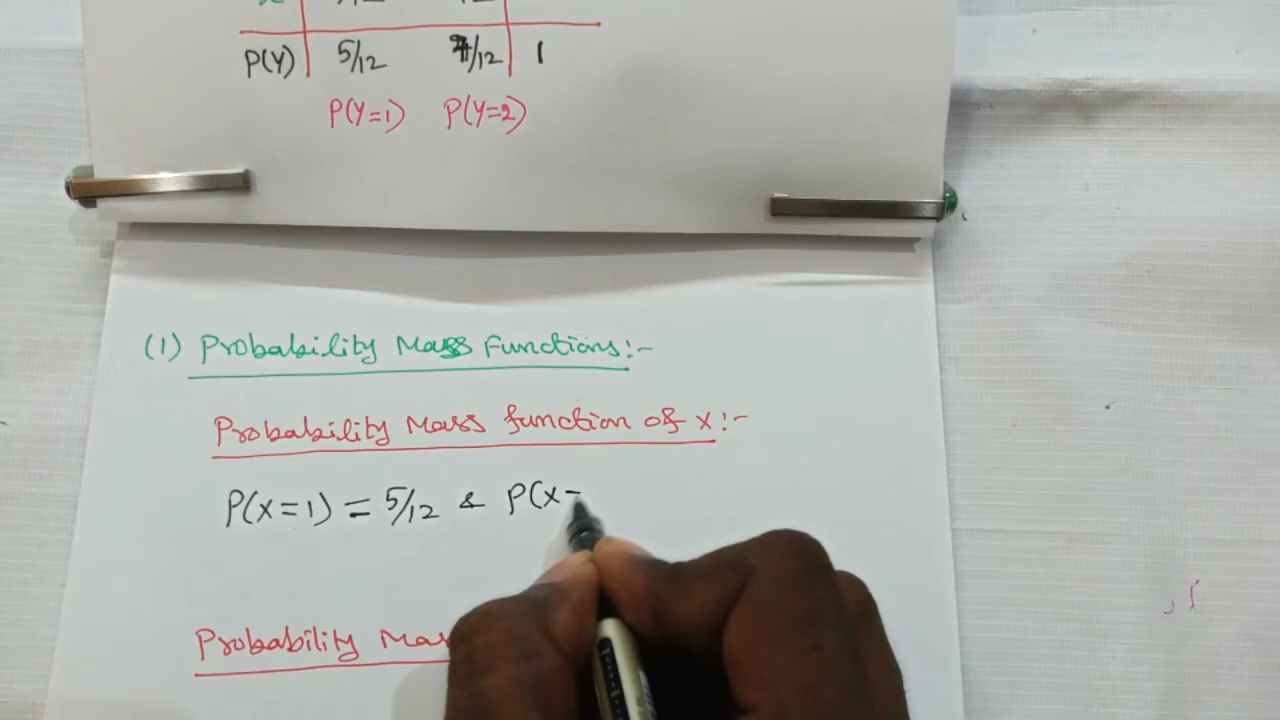 P(Y) 5/12 7/12 1
P(Y=1) P(Y=2)
(1) Probability Mass Functions:-
Probability Mass function of x:-
P(x=1) = 5/12 & P(x=
Probability Mas